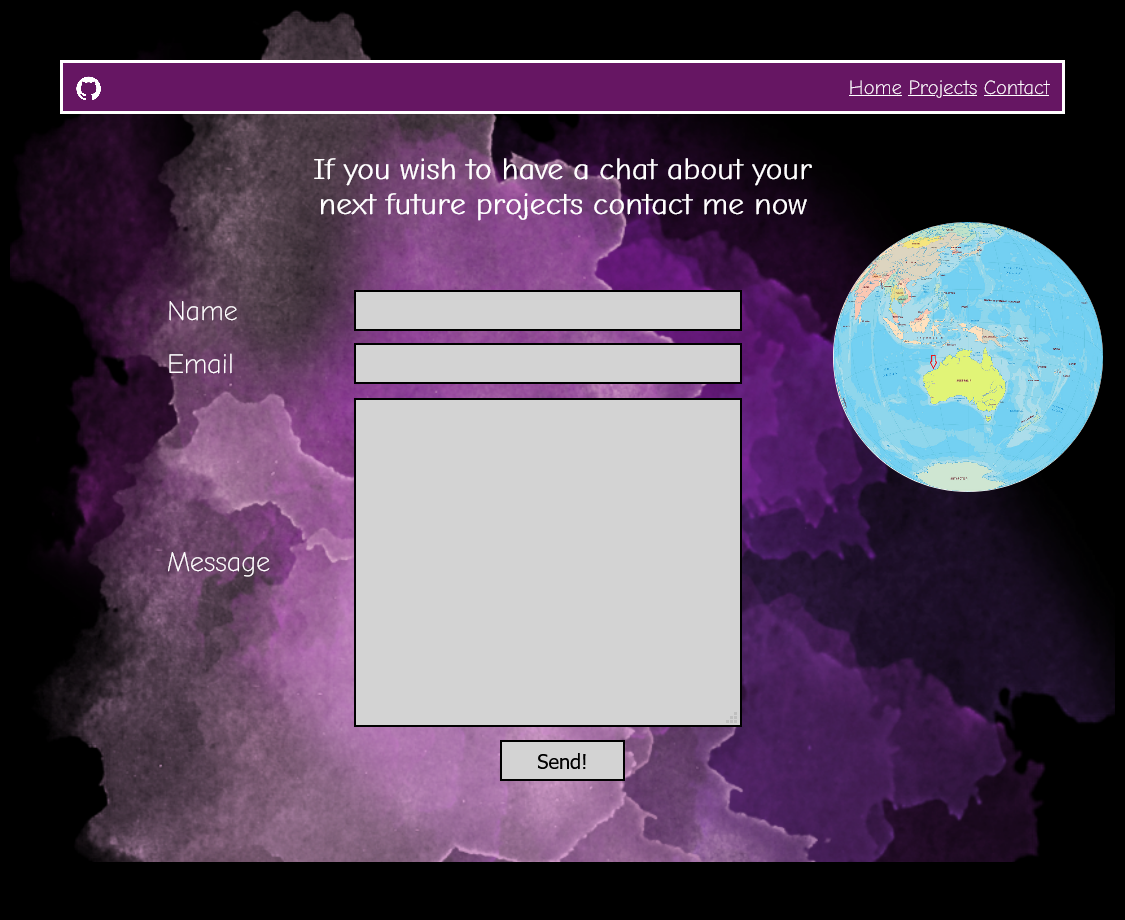 Home Projects Contact
If you wish to have a chat about your
next future projects contact me now
Name
Email
Message
Send!